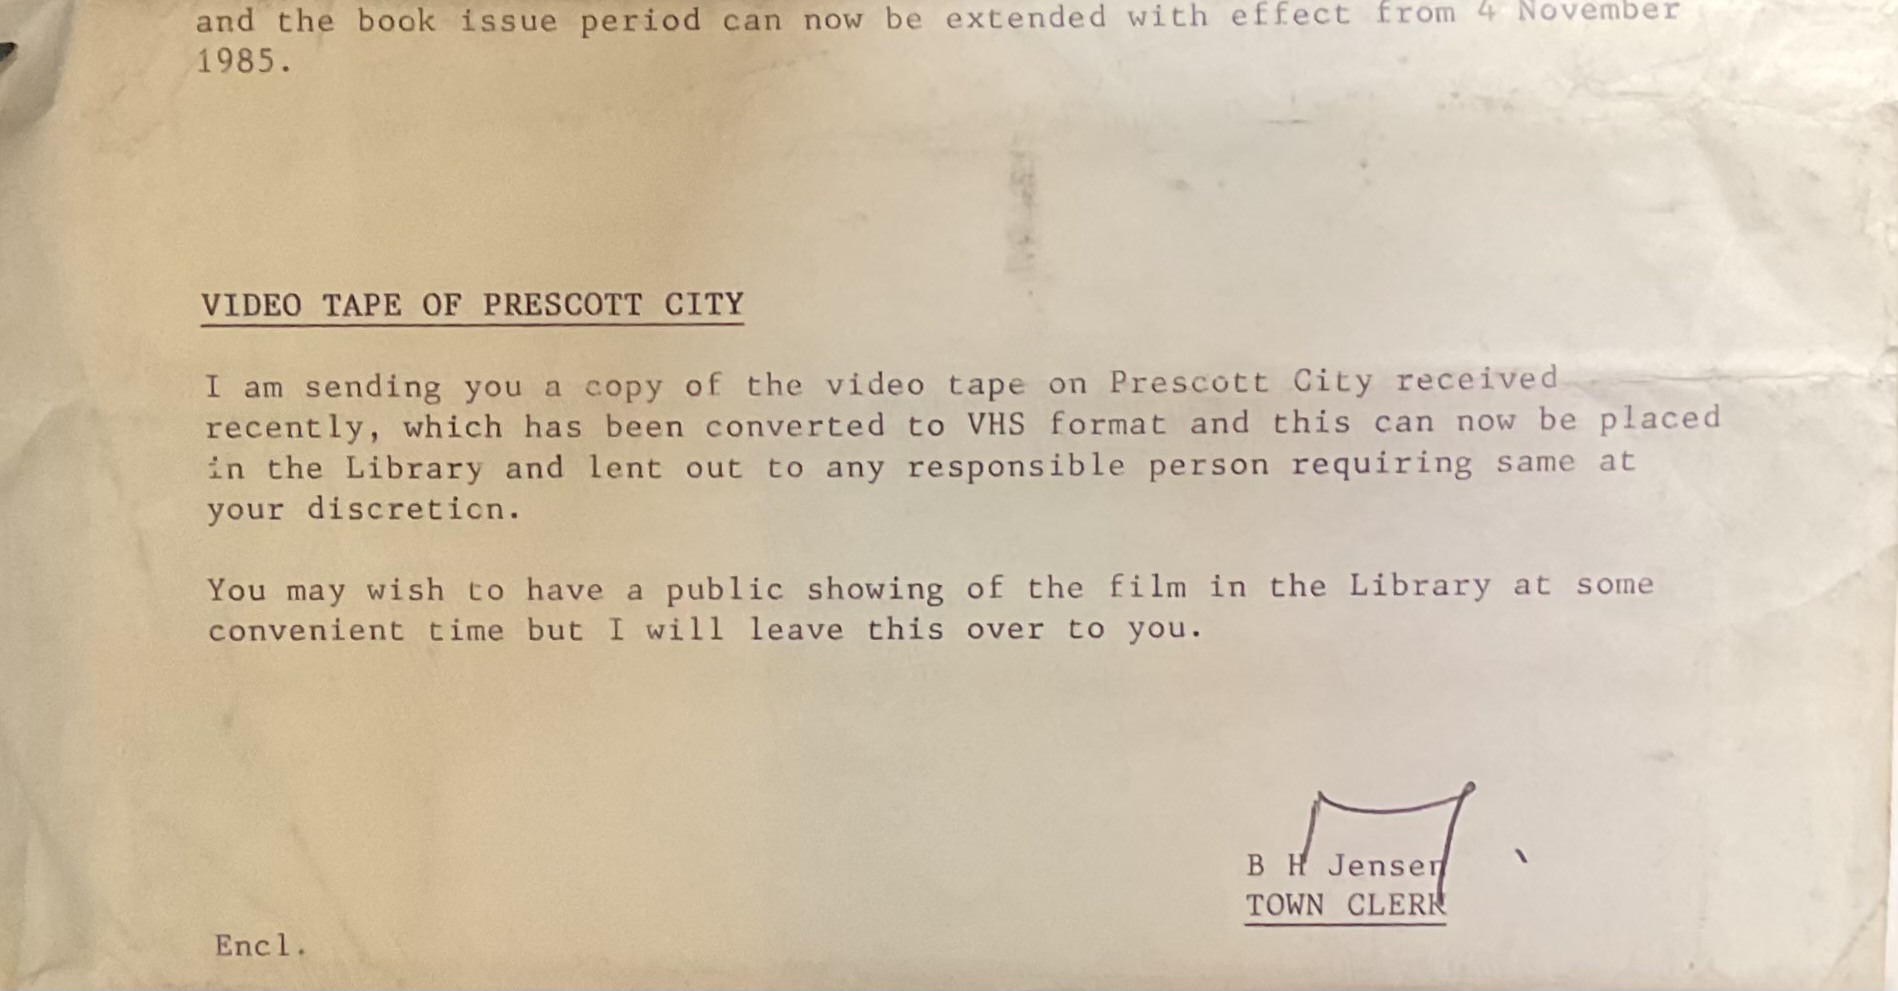 and the book issue period can now be extended with effect from 4 November
1985.
VIDEO TAPE OF PRESCOTT CITY
I am sending you a copy of the video tape on Prescott City received
recently, which has been converted to VHS format and this can now be placed
in the Library and lent out to any responsible person requiring same at
your discretion.
You may wish to have a public showing of the film in the Library at some
convenient time but I will leave this over to you.
B H Jensen
TOWN CLERK
Encl.